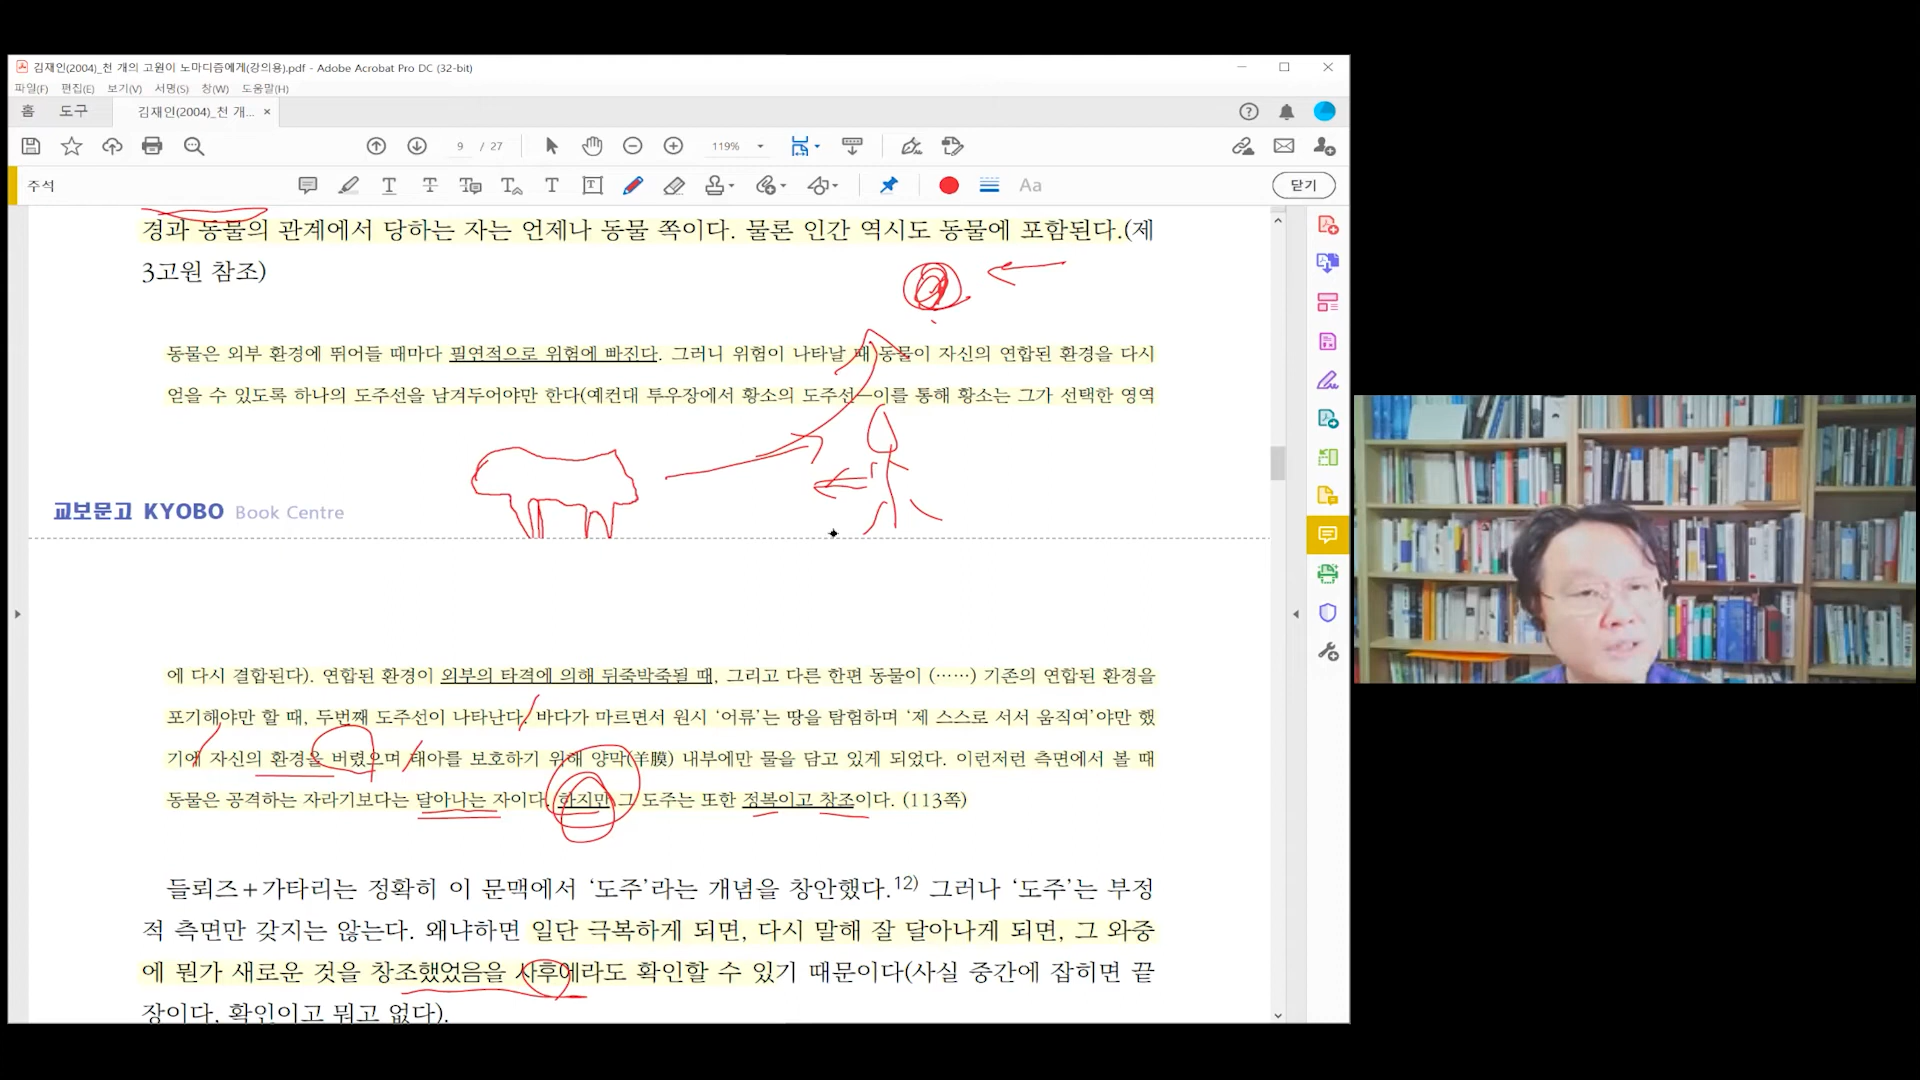 김재인(2004)_천 개의 고원이 노마디즘에게(강의용).pdf - Adobe Acrobat Pro DC (32-bit)
파일(F) 편집(E) 보기(V) 서명(S) 창(W) 도움말(H)
홈 도구 김재인(2004)_천 개... ×
9 / 27 119%
주석 T T T T T Aa 닫기
경과 동물의 관계에서 당하는 자는 언제나 동물 쪽이다. 물론 인간 역시도 동물에 포함된다.(제
3고원 참조)
동물은 외부 환경에 뛰어들 때마다 필연적으로 위험에 빠진다. 그러니 위험이 나타날 때 동물이 자신의 연합된 환경을 다시
얻을 수 있도록 하나의 도주선을 남겨두어야만 한다(예컨대 투우장에서 황소의 도주선—이를 통해 황소는 그가 선택한 영역
교보문고 KYOBO Book Centre
에 다시 결합된다). 연합된 환경이 외부의 타격에 의해 뒤죽박죽될 때, 그리고 다른 한편 동물이 (……) 기존의 연합된 환경을
포기해야만 할 때, 두번째 도주선이 나타난다. 바다가 마르면서 원시 ‘어류’는 땅을 탐험하며 ‘제 스스로 서서 움직여’야만 했
기에 자신의 환경을 버렸으며 태아를 보호하기 위해 양막(羊膜) 내부에만 물을 담고 있게 되었다. 이런저런 측면에서 볼 때
동물은 공격하는 자라기보다는 달아나는 자이다. 하지만 그 도주는 또한 정복이고 창조이다. (113쪽)
들뢰즈+가타리는 정확히 이 문맥에서 ‘도주’라는 개념을 창안했다.12) 그러나 ‘도주’는 부정
적 측면만 갖지는 않는다. 왜냐하면 일단 극복하게 되면, 다시 말해 잘 달아나게 되면, 그 와중
에 뭔가 새로운 것을 창조했었음을 사후에라도 확인할 수 있기 때문이다(사실 중간에 잡히면 끝
장이다. 확인이고 뭐고 없다).